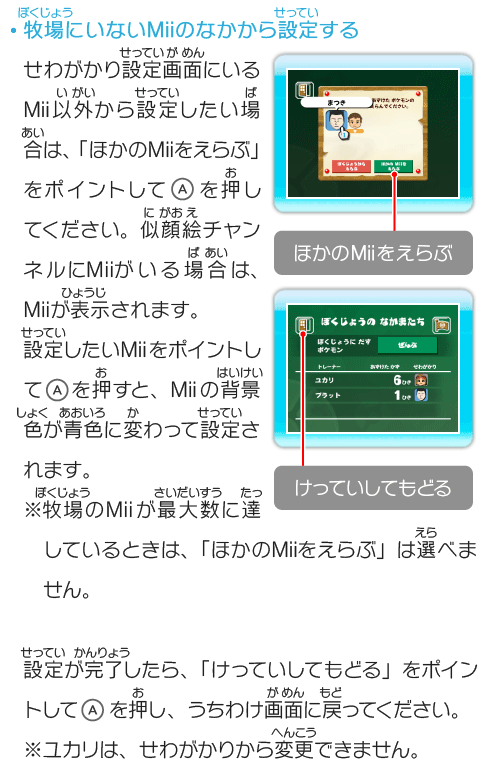 ・牧場にいないMiiのなかから設定する
せわがかり設定画面にいる
Mii以外から設定したい場
合は、「ほかのMiiをえらぶ」
をポイントしてⒶを押し
てください。似顔絵チャン
ネルにMiiがいる場合は、
Miiが表示されます。
設定したいMiiをポイントし
てⒶを押すと、Miiの背景
色が青色に変わって設定さ
れます。
※牧場のMiiが最大数に達
しているときは、「ほかのMiiをえらぶ」は選べま
せん。
まつき
あずけた ポケモンの
えらんでください。
ぼくじょうから
えらぶ
ほかの MIIを
えらぶ
ほかのMiiをえらぶ
ぼくじょうの なかまたち
ぼくじょうに だす
ポケモン
ぜんぶ
トレーナー あずけた かず せわがかり
ユカリ 6ひき
プラット 1ひき
けっていしてもどる
設定が完了したら、「けっていしてもどる」をポイン
トしてⒶを押し、うちわけ画面に戻ってください。
※ユカリは、せわがかりから変更できません。